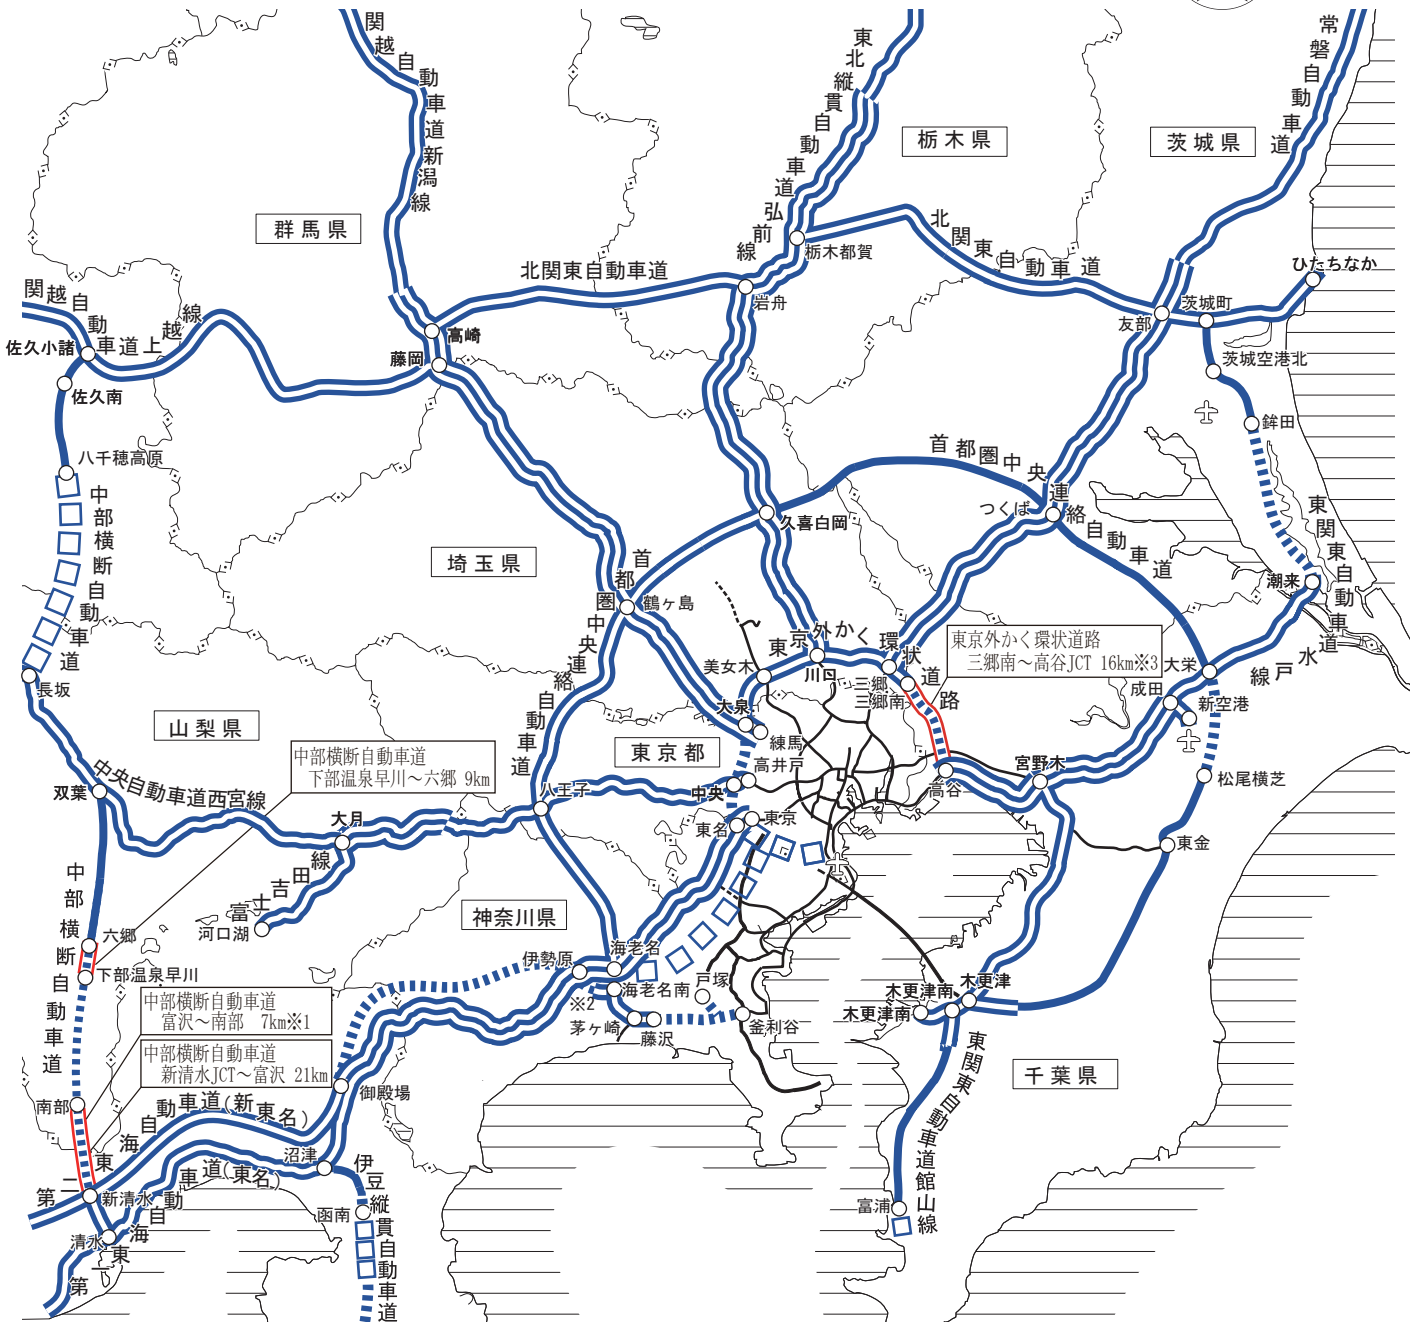 関越自動車道新潟線
東北縦貫自動車道弘前線
常磐自動車道
栃木県
茨城県
群馬県
北関東自動車道
栃木都賀
北関東自動車道
ひたちなか
岩舟
茨城町
友部
関越自動車道上越線
高崎
佐久小諸
藤岡
茨城空港北
佐久南
鉾田
八千穂高原
首都圏中央連絡自動車道
つくば
久喜白岡
中部横断自動車道
東関東自動車道水戸線
埼玉県
首都圏中央連絡自動車道
鶴ヶ島
潮来
東京外かく環状道路
東京外かく環状道路
三郷南～高谷JCT 16km※3
美女木
川口
三郷
三郷南
大栄
長坂
成田
新空港
大泉
練馬
山梨県
東京都
中部横断自動車道
下部温泉早川～六郷 9km
高井戸
宮野木
高谷
松尾横芝
双葉
中央自動車道西宮線
中央
八王子
大月
東名
東京
東金
富士吉田線
中部横断自動車道
河口湖
神奈川県
六郷
伊勢原
海老名
下部温泉早川
海老名南
戸塚
木更津
木更津南
木更津南
※2
茅ヶ崎
藤沢
釜利谷
中部横断自動車道
富沢～南部 7km※1
中部横断自動車道
新清水JCT～富沢 21km
東関東自動車道館山線
千葉県
御殿場
南部
第二東海自動車道(新東名)
沼津
伊豆縦貫自動車道
新清水
函南
富浦
清水
第一東海自動車道(東名)